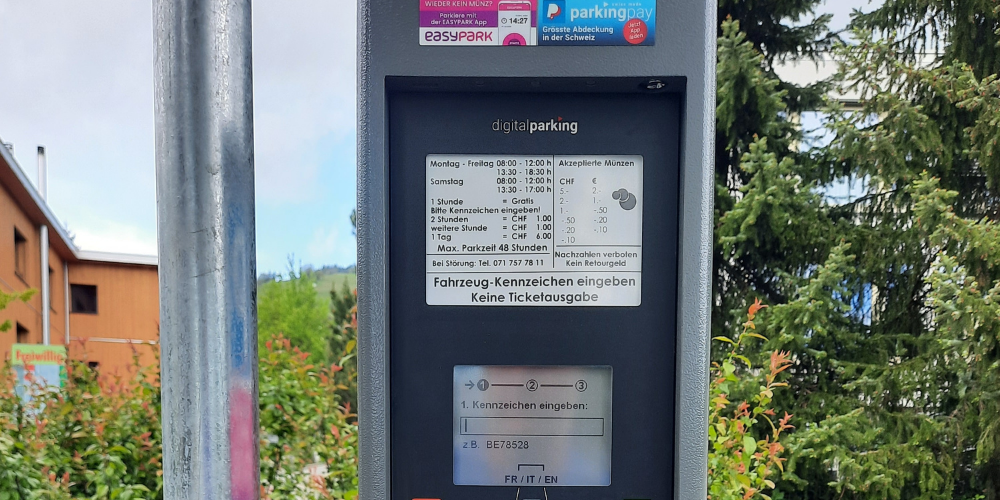 WIEDER KEIN MÜNZ?
Parkiere mit
der EASYPARK App
14:27
EASYPARK
parkingpay
Grösste Abdeckung
in der Schweiz
Jetzt
App
laden
digitalparking
Montag - Freitag 08:00 - 12:00 h
13:30 - 18:30 h
Samstag 08:00 - 12:00 h
13:30 - 17:00 h
1 Stunde = Gratis
Bitte Kennzeichen eingeben!
2 Stunden = CHF 1.00
weitere Stunde = CHF 1.00
1 Tag = CHF 6.00
Max. Parkzeit 48 Stunden
Bei Störung: Tel. 071 757 78 11
Akzeptierte Münzen
CHF €
5.- 2.-
2.- 1.-
1.- -.50
-.50 -.20
-.20 -.10
-.10
Nachzahlen verboten
Kein Retourgeld
Fahrzeug-Kennzeichen eingeben
Keine Ticketausgabe
1 2 3
1. Kennzeichen eingeben:
z.B. BE78528
FR / IT / EN
Freiwillig